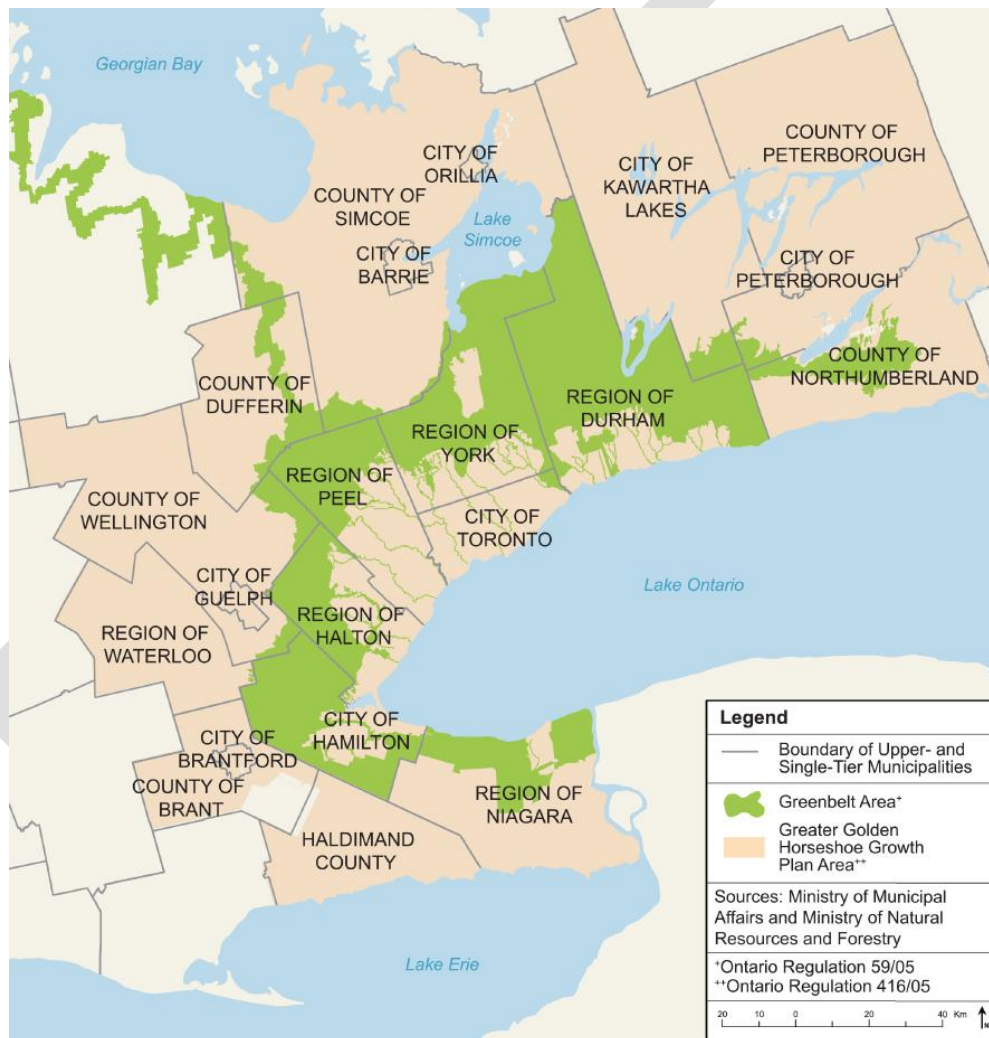 Georgian Bay
CITY OF
ORILLIA
COUNTY OF
SIMCOE
Lake
Simcoe
CITY OF
BARRIE
CITY OF
KAWARTHA
LAKES
COUNTY OF
PETERBOROUGH
CITY OF
PETERBOROUGH
COUNTY OF
NORTHUMBERLAND
COUNTY OF
DUFFERIN
REGION OF
DURHAM
REGION OF
YORK
REGION OF
PEEL
COUNTY OF
WELLINGTON
CITY OF
TORONTO
CITY OF
GUELPH
Lake Ontario
REGION OF
HALTON
REGION OF
WATERLOO
CITY OF
HAMILTON
CITY OF
BRANTFORD
COUNTY OF
BRANT
REGION OF
NIAGARA
HALDIMAND
COUNTY
Lake Erie
Legend
Boundary of Upper- and
Single-Tier Municipalities
Greenbelt Area+
Greater Golden
Horseshoe Growth
Plan Area++
Sources: Ministry of Municipal
Affairs and Ministry of Natural
Resources and Forestry
+Ontario Regulation 59/05
++Ontario Regulation 416/05
20 10 0 20 40 Km N